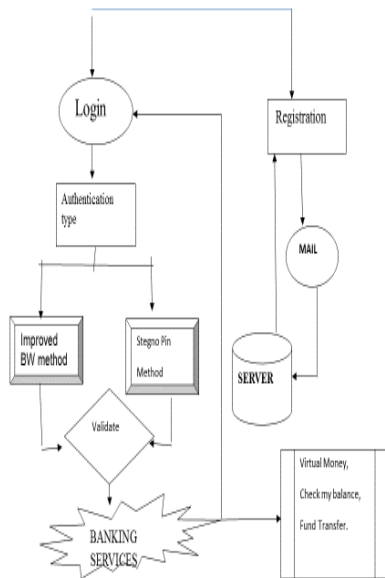 Login
Registration
Authentication
type
MAIL
Improved
BW method
Stegno Pin
Method
SERVER
Validate
Virtual Money,
Check my balance,
Fund Transfer.
BANKING
SERVICES